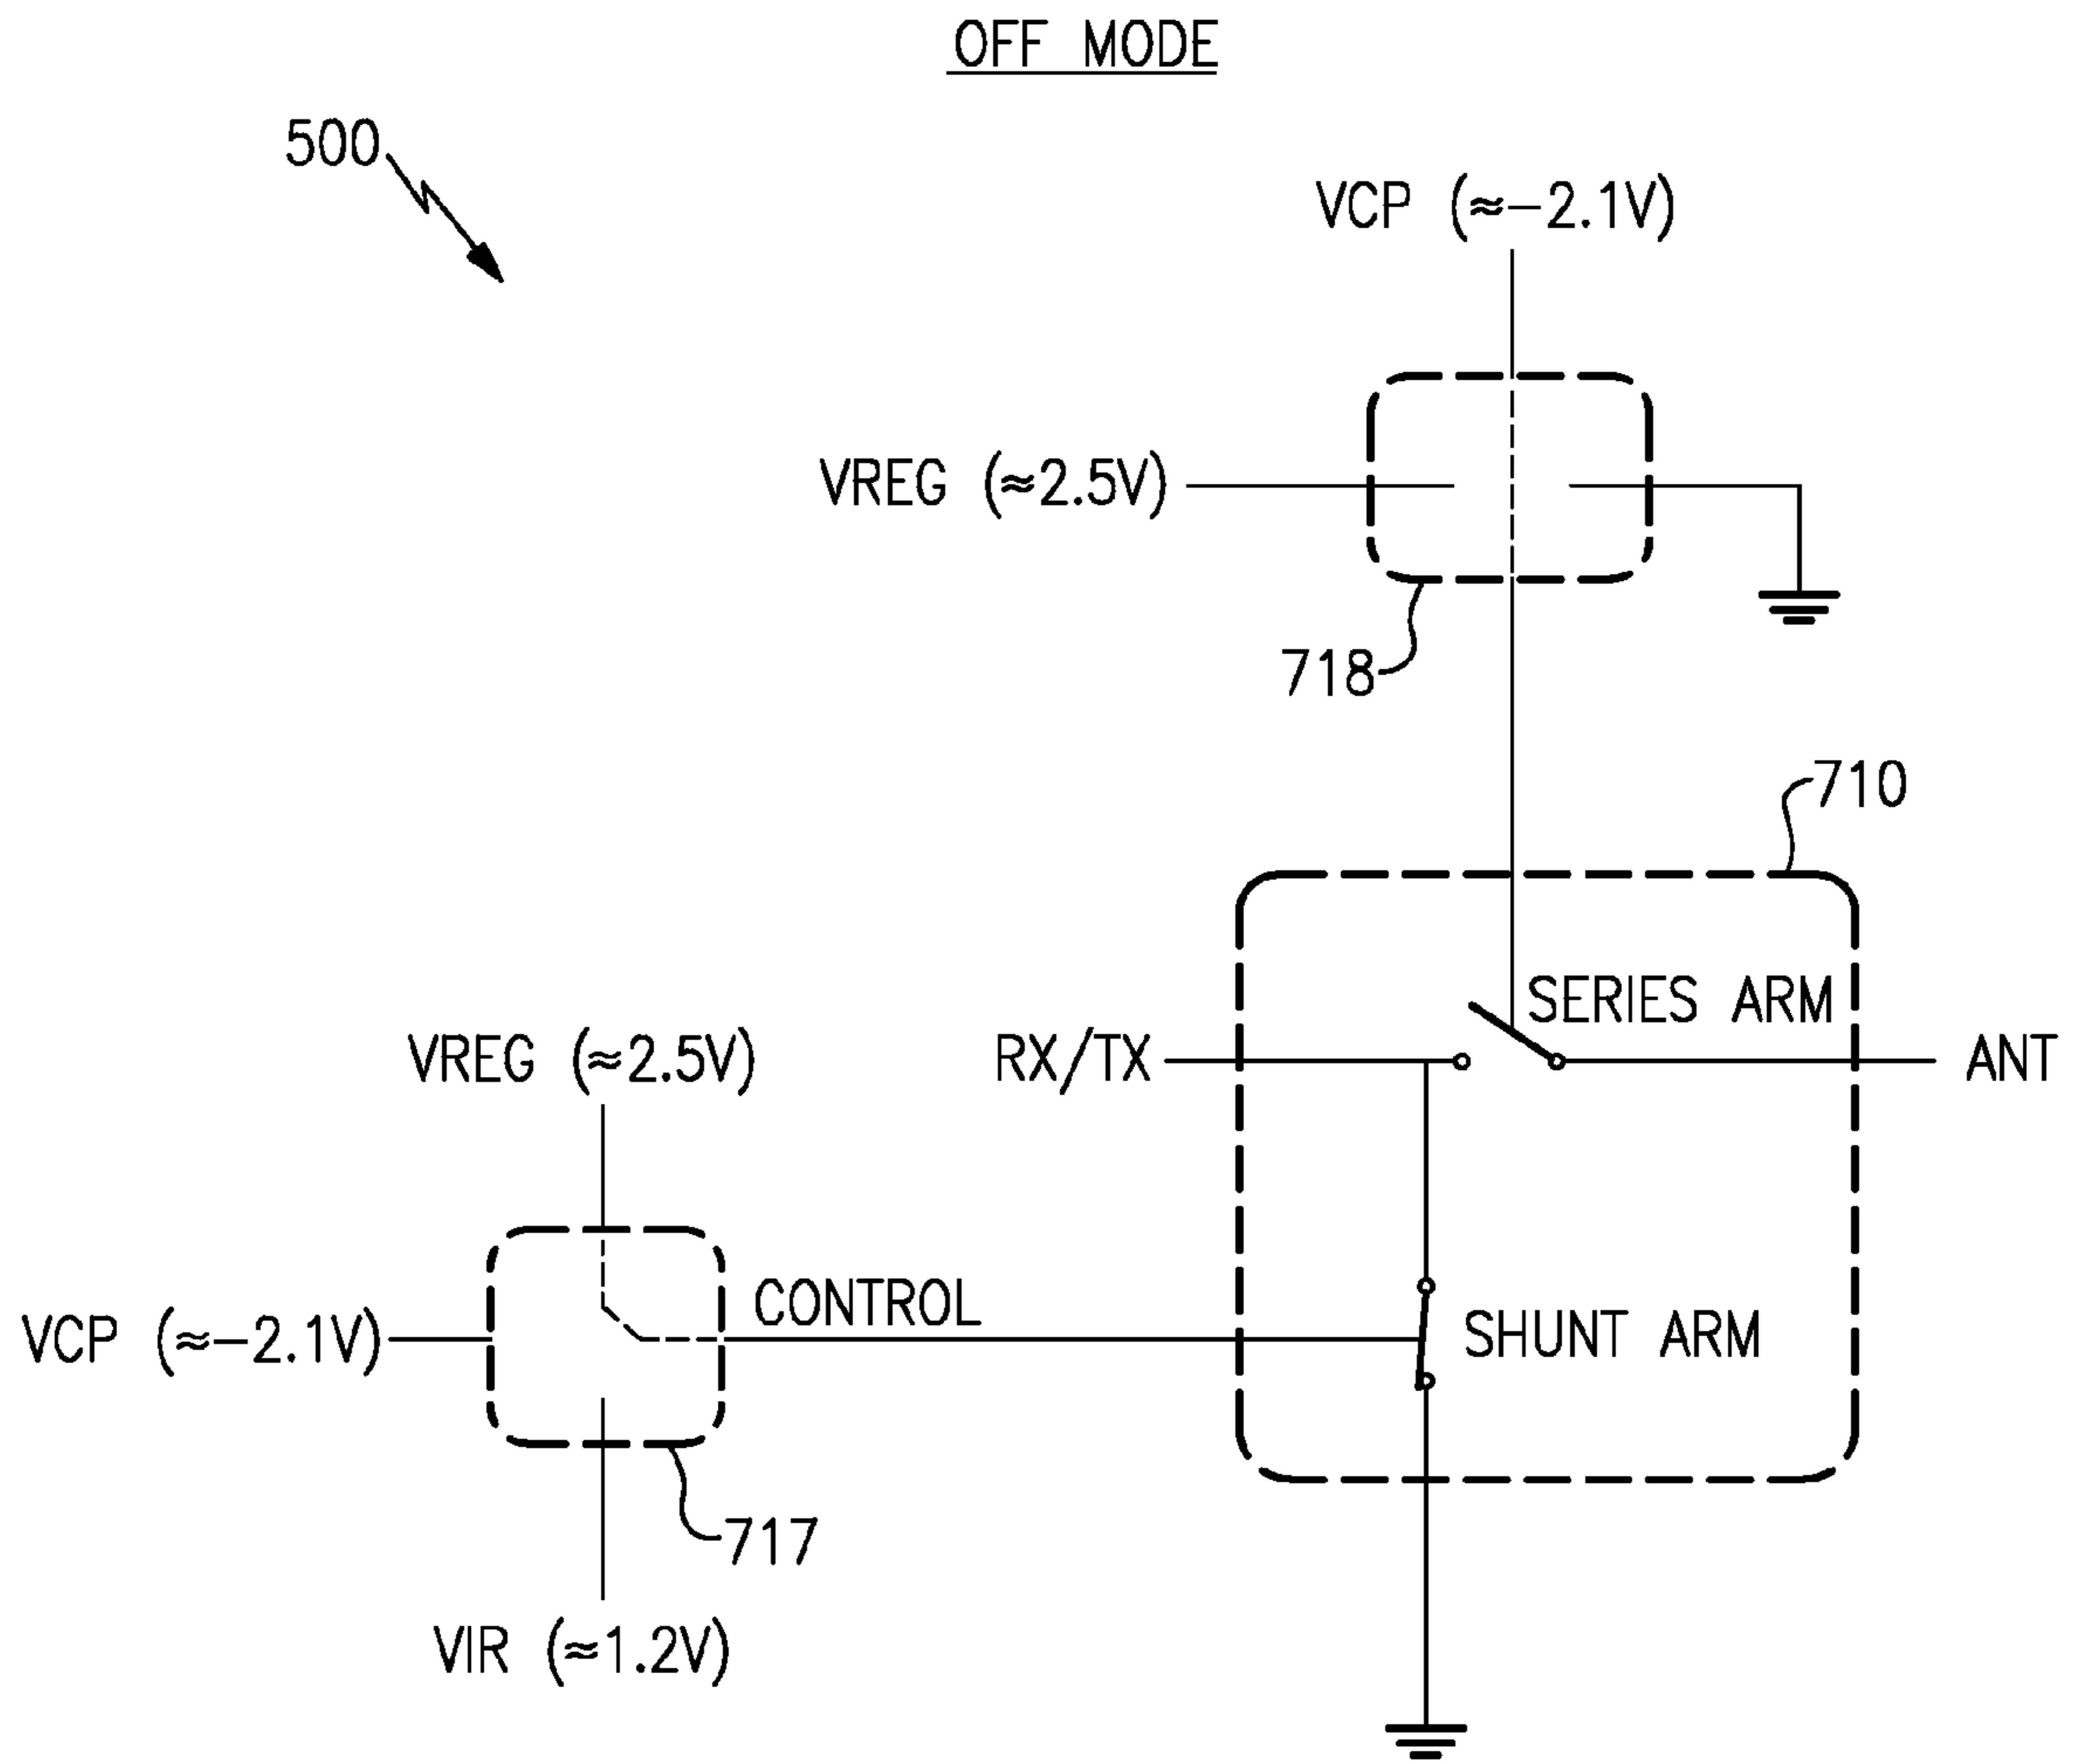 OFF MODE
500
VCP (≈-2.1V)
VREG (≈2.5V)
718
710
SERIES ARM
VREG (≈2.5V)
RX/TX
ANT
CONTROL
SHUNT ARM
VCP (≈-2.1V)
717
VIR (≈1.2V)